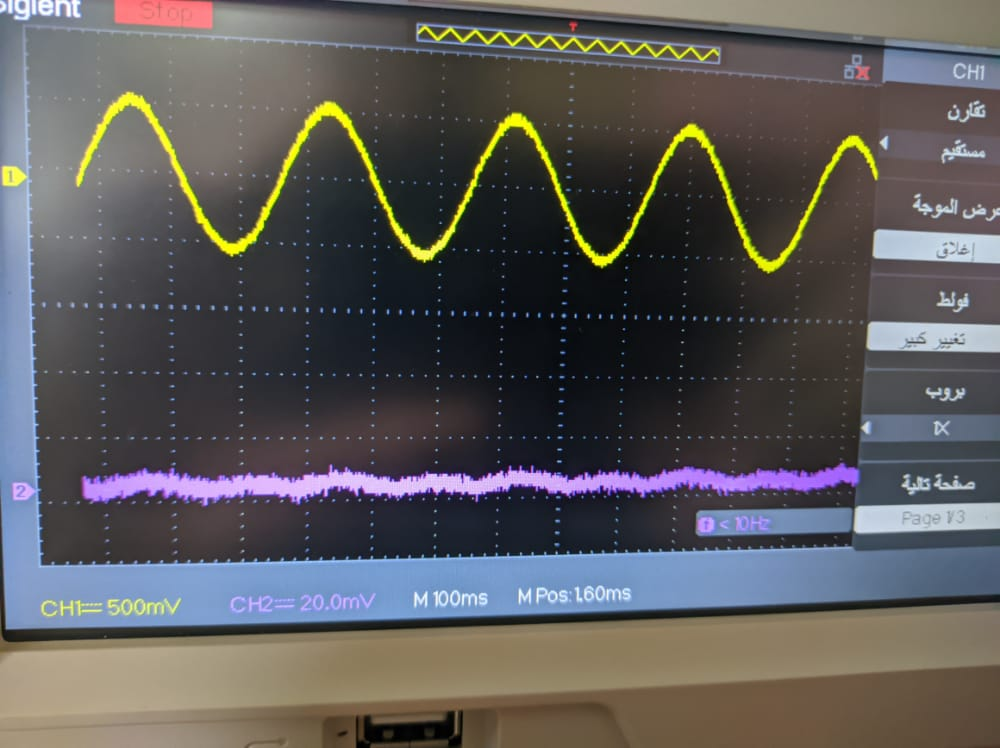 Siglent
Stop
T
CH1
تقارن
مستقيم
عرض الموجة
إغلاق
فولط
تغيير كبير
بروب
1X
صفحة تالية
Page 1/3
1
2
< 10Hz
CH1 500mV
CH2 20.0mV
M 100ms
M Pos:1.60ms